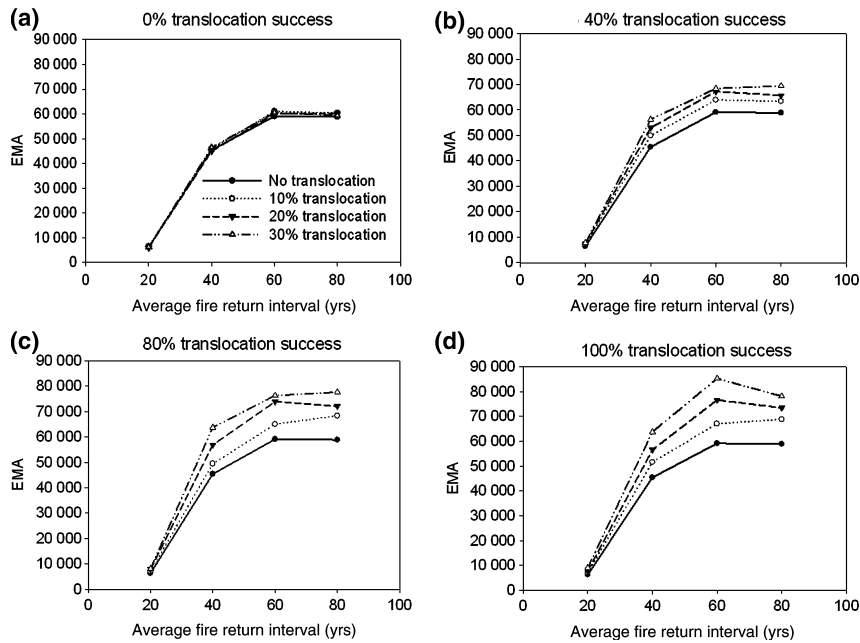 (a) 0% translocation success
90 000
80 000
70 000
60 000
50 000
40 000
30 000
20 000
10 000
0
EMA
No translocation
10% translocation
20% translocation
30% translocation
0 20 40 60 80 100
Average fire return interval (yrs)
(b) 40% translocation success
90 000
80 000
70 000
60 000
50 000
40 000
30 000
20 000
10 000
0
EMA
0 20 40 60 80 100
Average fire return interval (yrs)
(c) 80% translocation success
90 000
80 000
70 000
60 000
50 000
40 000
30 000
20 000
10 000
0
EMA
0 20 40 60 80 100
Average fire return interval (yrs)
(d) 100% translocation success
90 000
80 000
70 000
60 000
50 000
40 000
30 000
20 000
10 000
0
EMA
0 20 40 60 80 100
Average fire return interval (yrs)